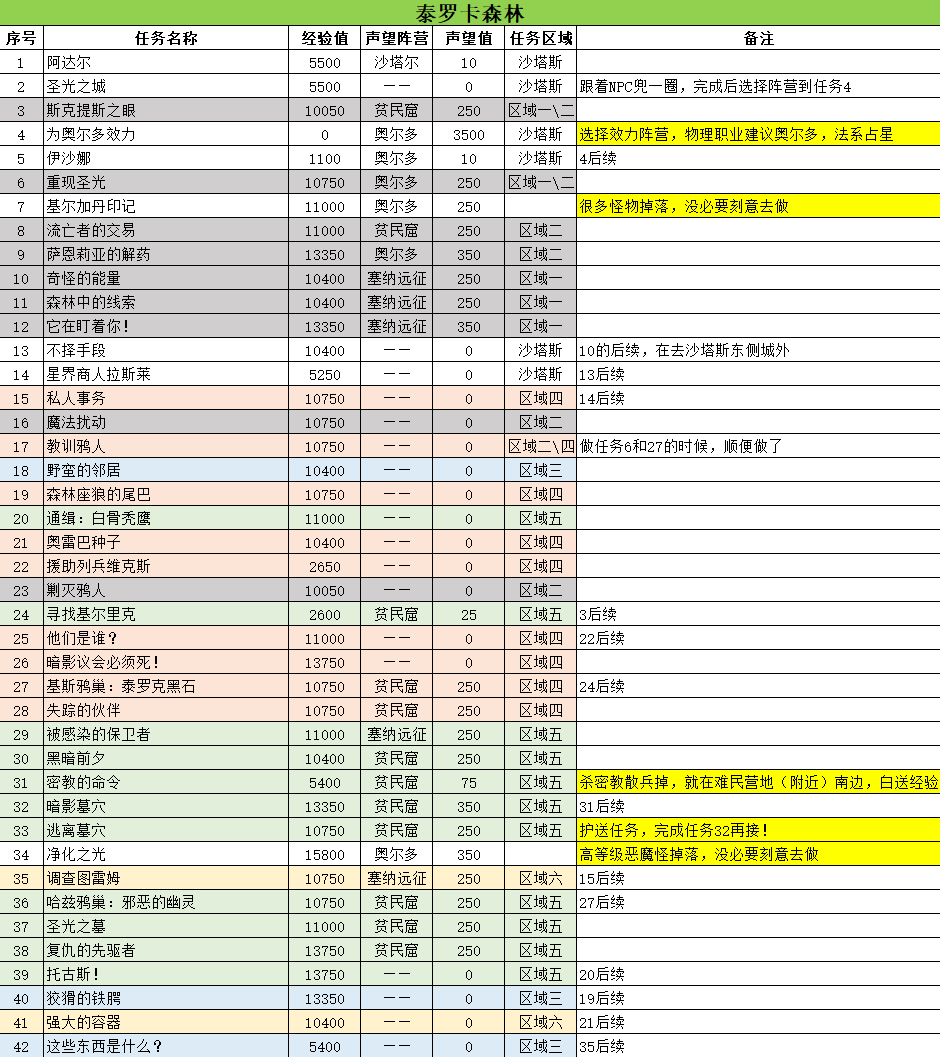 泰罗卡森林
序号 任务名称 经验值 声望阵营 声望值 任务区域 备注
1 阿达尔 5500 沙塔尔 10 沙塔斯
2 圣光之城 5500 —— 0 沙塔斯 跟着NPC兜一圈，完成后选择阵营到任务4
3 斯克提斯之眼 10050 贫民窟 250 区域一\二
4 为奥尔多效力 0 奥尔多 3500 沙塔斯 选择效力阵营，物理职业建议奥尔多，法系占星
5 伊沙娜 1100 奥尔多 10 沙塔斯 4后续
6 重现圣光 10750 奥尔多 250 区域一\二
7 基尔加丹印记 11000 奥尔多 250 很多怪物掉落，没必要刻意去做
8 流亡者的交易 11000 贫民窟 250 区域二
9 萨恩莉亚的解药 13350 奥尔多 350 区域二
10 奇怪的能量 10400 塞纳远征 250 区域一
11 森林中的线索 10400 塞纳远征 250 区域一
12 它在盯着你！ 13350 塞纳远征 350 区域一
13 不择手段 10400 —— 0 沙塔斯 10的后续，在去沙塔斯东侧城外
14 星界商人拉斯莱 5250 —— 0 沙塔斯 13后续
15 私人事务 10750 —— 0 区域四 14后续
16 魔法扰动 10750 —— 0 区域二
17 教训鸦人 10750 —— 0 区域二\四 做任务6和27的时候，顺便做了
18 野蛮的邻居 10400 —— 0 区域三
19 森林座狼的尾巴 10750 —— 0 区域四
20 通缉：白骨秃鹰 11000 —— 0 区域五
21 奥雷巴种子 10400 —— 0 区域四
22 援助列兵维克斯 2650 —— 0 区域四
23 剿灭鸦人 10050 —— 0 区域二
24 寻找基尔里克 2600 贫民窟 25 区域五 3后续
25 他们是谁？ 11000 —— 0 区域四 22后续
26 暗影议会必须死！ 13750 —— 0 区域四
27 基斯鸦巢：泰罗克黑石 10750 贫民窟 250 区域四 24后续
28 失踪的伙伴 10750 贫民窟 250 区域四
29 被感染的保卫者 11000 塞纳远征 250 区域五
30 黑暗前夕 10400 贫民窟 250 区域五
31 密教的命令 5400 贫民窟 75 区域五 杀密教散兵掉，就在难民营地（附近）南边，白送经验
32 暗影墓穴 13350 贫民窟 350 区域五 31后续
33 逃离墓穴 10750 贫民窟 250 区域五 护送任务，完成任务32再接！
34 净化之光 15800 奥尔多 350 高等级恶魔怪掉落，没必要刻意去做
35 调查图雷姆 10750 塞纳远征 250 区域六 15后续
36 哈兹鸦巢：邪恶的幽灵 10750 贫民窟 250 区域五 27后续
37 圣光之墓 11000 贫民窟 250 区域五
38 复仇的先驱者 13750 贫民窟 250 区域五
39 托古斯！ 13750 —— 0 区域五 20后续
40 狡猾的铁腭 13350 —— 0 区域三 19后续
41 强大的容器 10400 —— 0 区域六 21后续
42 这些东西是什么？ 5400 —— 0 区域三 35后续